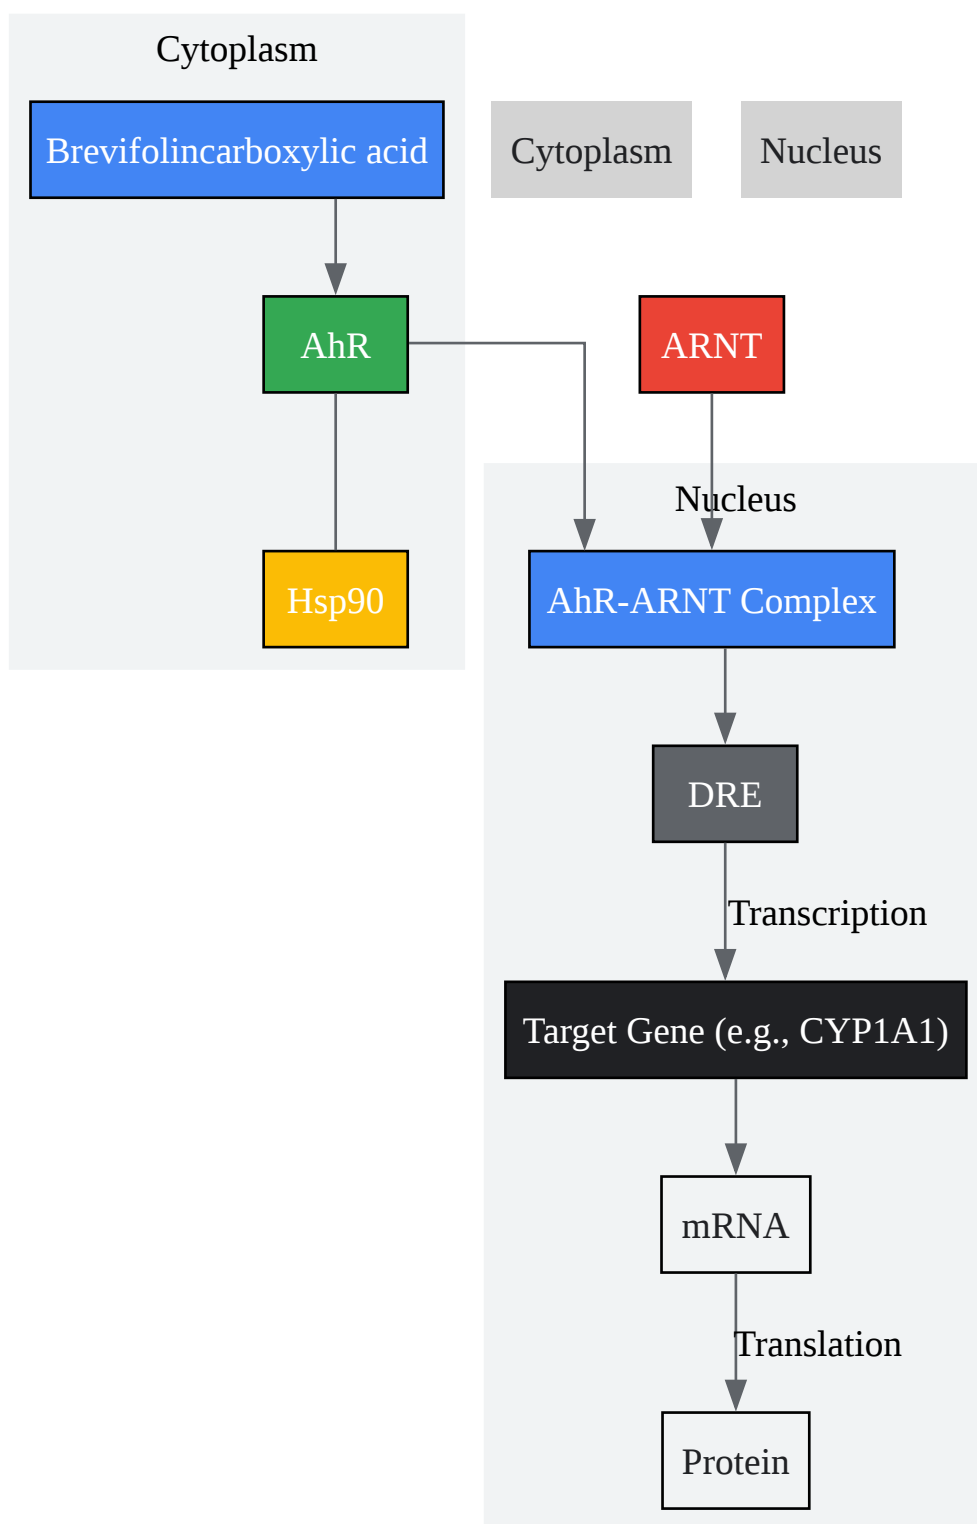 Cytoplasm
Brevifolincarboxylic acid
Cytoplasm
Nucleus
AhR
ARNT
Nucleus
Hsp90
AhR-ARNT Complex
DRE
Transcription
Target Gene (e.g., CYP1A1)
mRNA
Translation
Protein